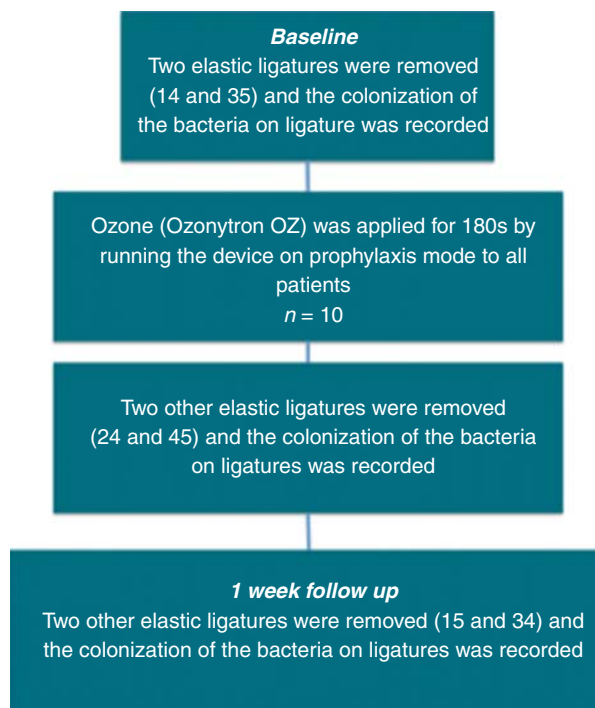 Baseline
Two elastic ligatures were removed
(14 and 35) and the colonization of
the bacteria on ligature was recorded
Ozone (Ozonytron OZ) was applied for 180s by
running the device on prophylaxis mode to all
patients
n = 10
Two other elastic ligatures were removed
(24 and 45) and the colonization of the bacteria
on ligatures was recorded
1 week follow up
Two other elastic ligatures were removed (15 and 34) and
the colonization of the bacteria on ligatures was recorded